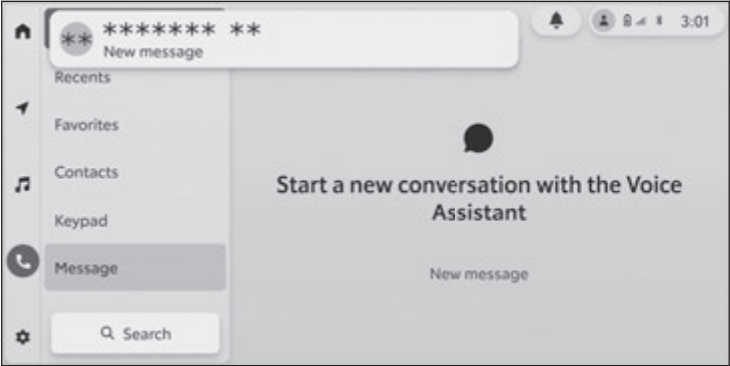 ** ******* **
New message
3:01
Recents
Favorites
Contacts
Keypad
Message
Search
Start a new conversation with the Voice
Assistant
New message